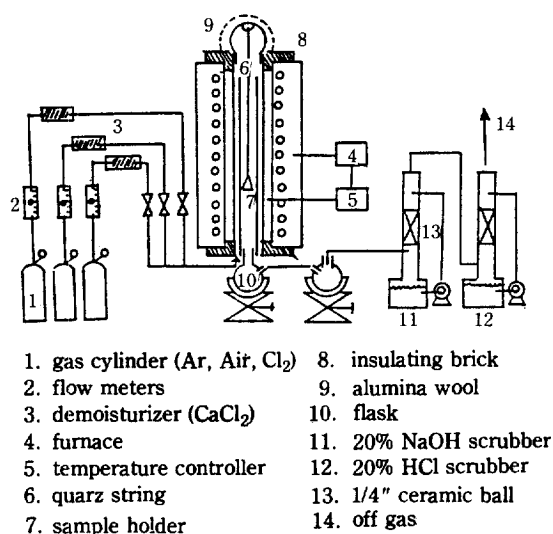 9
8
6
14
3
4
2
7
5
13
1
10
11
12
1. gas cylinder (Ar, Air, Cl₂)
2. flow meters
3. demoisturizer (CaCl₂)
4. furnace
5. temperature controller
6. quarz string
7. sample holder
8. insulating brick
9. alumina wool
10. flask
11. 20% NaOH scrubber
12. 20% HCl scrubber
13. 1/4″ ceramic ball
14. off gas